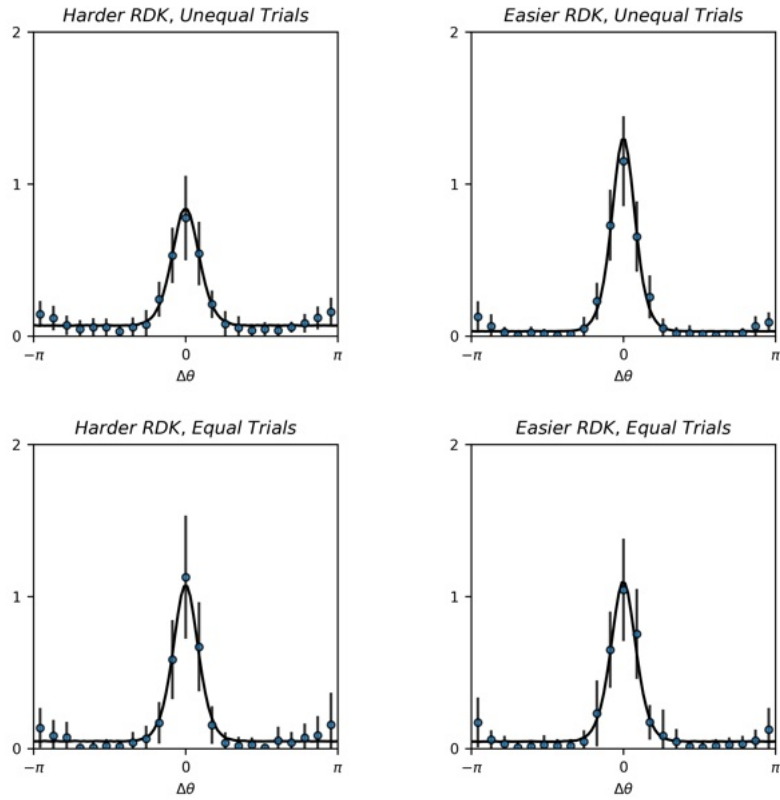 Harder RDK, Unequal Trials
2
1
0
−π
0
π
Δθ
Easier RDK, Unequal Trials
2
1
0
−π
0
π
Δθ
Harder RDK, Equal Trials
2
1
0
−π
0
π
Δθ
Easier RDK, Equal Trials
2
1
0
−π
0
π
Δθ